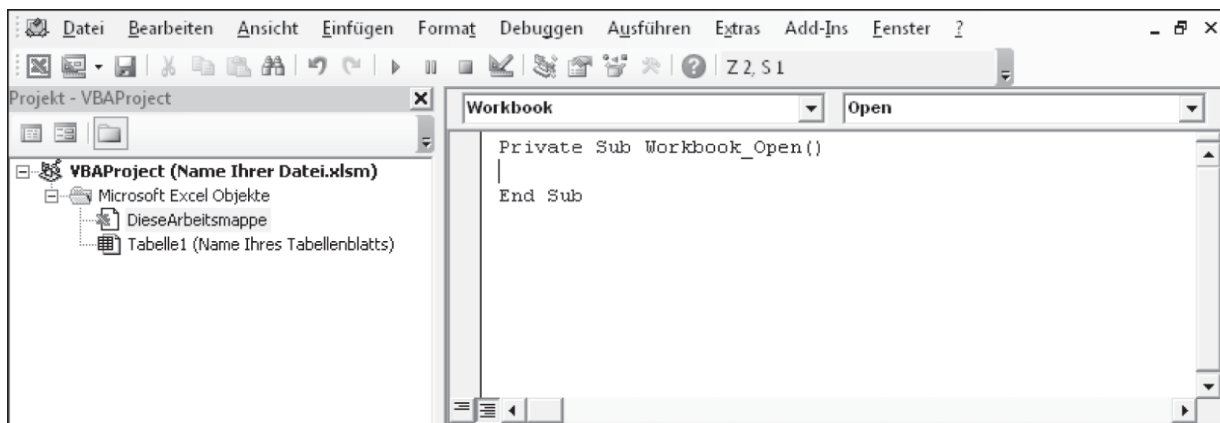 Datei Bearbeiten Ansicht Einfügen Format Debuggen Ausführen Extras Add-Ins Fenster ?
Z 2, S 1
Projekt - VBAProject
VBAProject (Name Ihrer Datei.xlsm)
Microsoft Excel Objekte
DieseArbeitsmappe
Tabelle1 (Name Ihres Tabellenblatts)
Workbook Open
Private Sub Workbook_Open()
End Sub